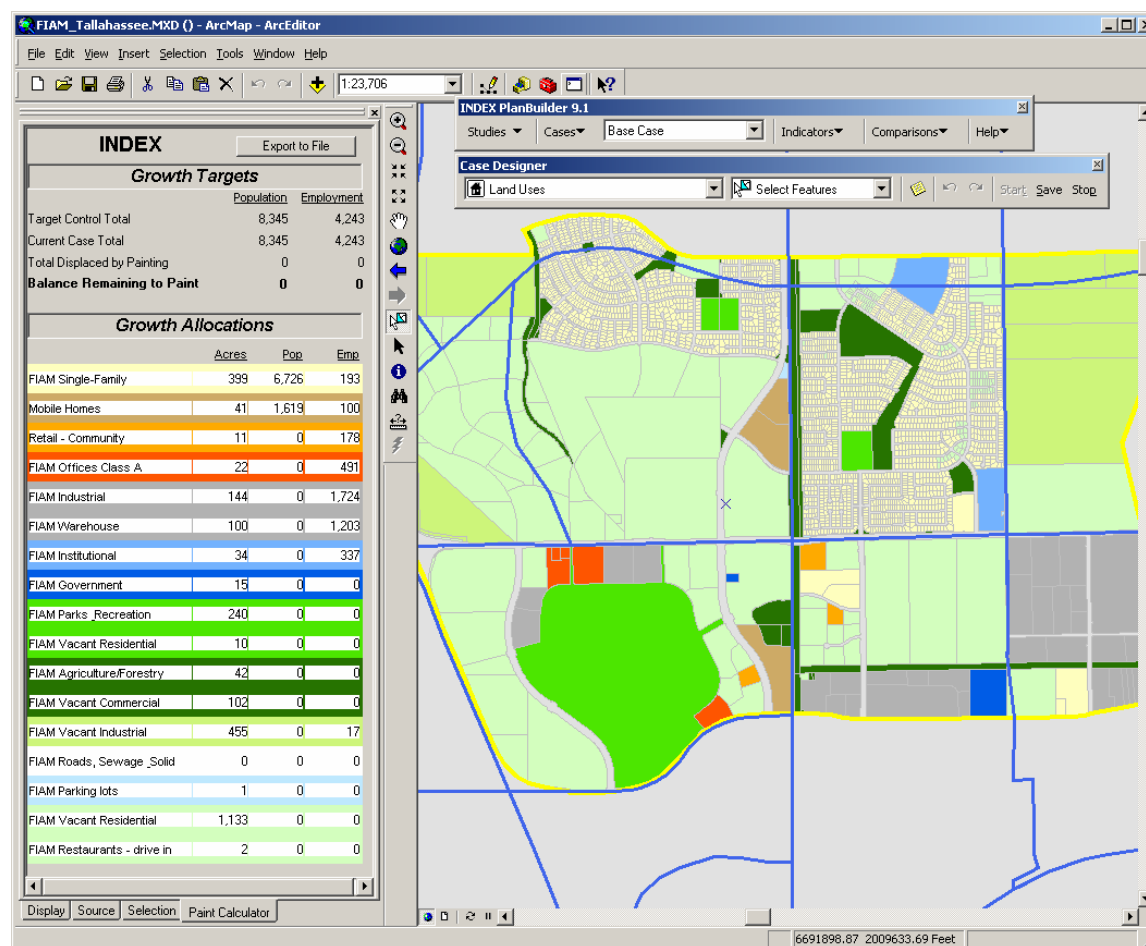 FIAM_Tallahassee.MXD () - ArcMap - ArcEditor
File Edit View Insert Selection Tools Window Help
1:23,706
INDEX PlanBuilder 9.1
Studies Cases Base Case Indicators Comparisons Help
Case Designer
Land Uses Select Features Start Save Stop
INDEX Export to File
Growth Targets
Population Employment
Target Control Total 8,345 4,243
Current Case Total 8,345 4,243
Total Displaced by Painting 0 0
Balance Remaining to Paint 0 0
Growth Allocations
Acres Pop Emp
FIAM Single-Family 399 6,726 193
Mobile Homes 41 1,619 100
Retail - Community 11 0 178
FIAM Offices Class A 22 0 491
FIAM Industrial 144 0 1,724
FIAM Warehouse 100 0 1,203
FIAM Institutional 34 0 337
FIAM Government 15 0 0
FIAM Parks _Recreation 240 0 0
FIAM Vacant Residential 10 0 0
FIAM Agriculture/Forestry 42 0 0
FIAM Vacant Commercial 102 0 0
FIAM Vacant Industrial 455 0 17
FIAM Roads, Sewage _Solid 0 0 0
FIAM Parking lots 1 0 0
FIAM Vacant Residential 1,133 0 0
FIAM Restaurants - drive in 2 0 0
Display Source Selection Paint Calculator
6691898.87 2009633.69 Feet